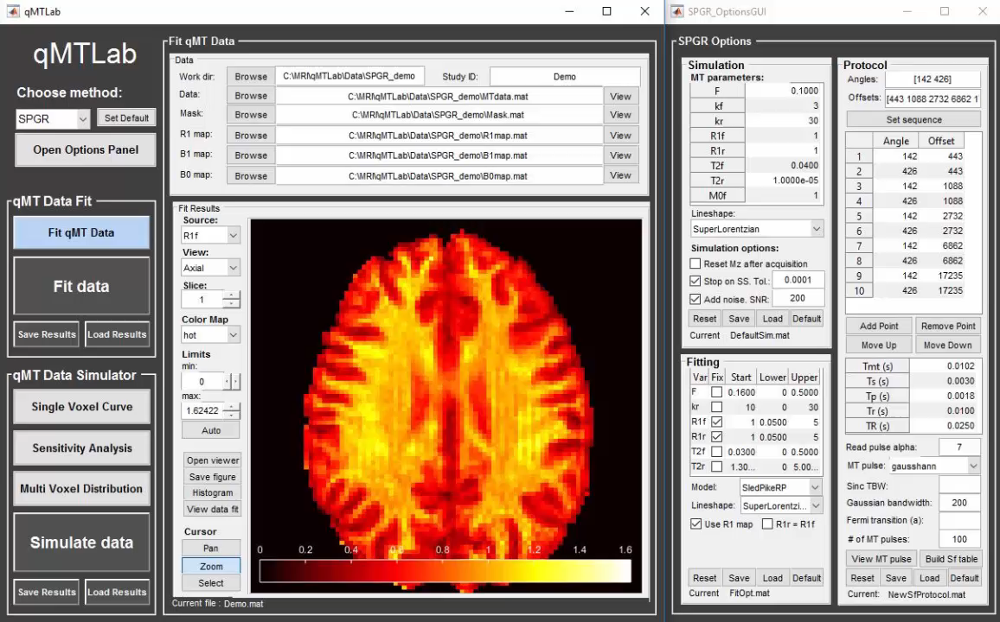 qMTLab
qMTLab
Choose method:
SPGR
Set Default
Open Options Panel
qMT Data Fit
Fit qMT Data
Fit data
Save Results
Load Results
qMT Data Simulator
Single Voxel Curve
Sensitivity Analysis
Multi Voxel Distribution
Simulate data
Save Results
Load Results
Fit qMT Data
Data
Work dir: Browse C:\MRI\qMTLab\Data\SPGR_demo Study ID: Demo
Data: Browse C:\MRI\qMTLab\Data\SPGR_demo\MTdata.mat View
Mask: Browse C:\MRI\qMTLab\Data\SPGR_demo\Mask.mat View
R1 map: Browse C:\MRI\qMTLab\Data\SPGR_demo\R1map.mat View
B1 map: Browse C:\MRI\qMTLab\Data\SPGR_demo\B1map.mat View
B0 map: Browse C:\MRI\qMTLab\Data\SPGR_demo\B0map.mat View
Fit Results
Source:
R1f
View:
Axial
Slice:
1
Color Map
hot
Limits
min:
0
max:
1.62422
Auto
Open viewer
Save figure
Histogram
View data fit
Cursor
Pan
Zoom
Select
0 0.2 0.4 0.6 0.8 1 1.2 1.4 1.6
Current file : Demo.mat
SPGR_OptionsGUI
SPGR Options
Simulation
MT parameters:
F 0.1000
kf 3
kr 30
R1f 1
R1r 1
T2f 0.0400
T2r 1.0000e-05
M0f 1
Lineshape:
SuperLorentzian
Simulation options:
Reset Mz after acquisition
Stop on SS. Tol.: 0.0001
Add noise. SNR: 200
Reset Save Load Default
Current DefaultSim.mat
Fitting
Var Fix Start Lower Upper
F 0.1600 0 0.5000
kr 10 0 30
R1f 1 0.0500 5
R1r 1 0.0500 5
T2f 0.0300 0 0.5000
T2r 1.30... 0 5.00...
Model: SledPikeRP
Lineshape: SuperLorentzi...
Use R1 map R1r = R1f
Reset Save Load Default
Current FitOpt.mat
Protocol
Angles: [142 426]
Offsets: [443 1088 2732 6862 1
Set sequence
Angle Offset
1 142 443
2 426 443
3 142 1088
4 426 1088
5 142 2732
6 426 2732
7 142 6862
8 426 6862
9 142 17235
10 426 17235
Add Point Remove Point
Move Up Move Down
Tmt (s) 0.0102
Ts (s) 0.0030
Tp (s) 0.0018
Tr (s) 0.0100
TR (s) 0.0250
Read pulse alpha: 7
MT pulse: gausshann
Sinc TBW:
Gaussian bandwidth: 200
Fermi transition (a):
# of MT pulses: 100
View MT pulse Build Sf table
Reset Save Load Default
Current: NewSfProtocol.mat